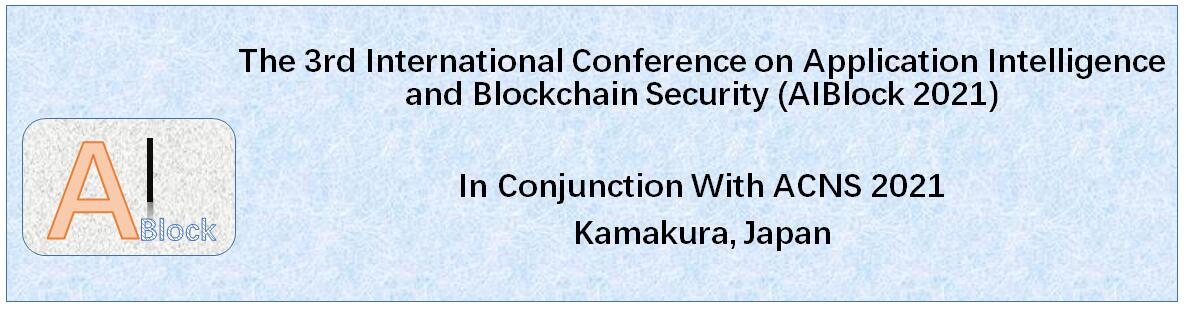 The 3rd International Conference on Application Intelligence
and Blockchain Security (AIBlock 2021)
In Conjunction With ACNS 2021
Kamakura, Japan
AI
Block